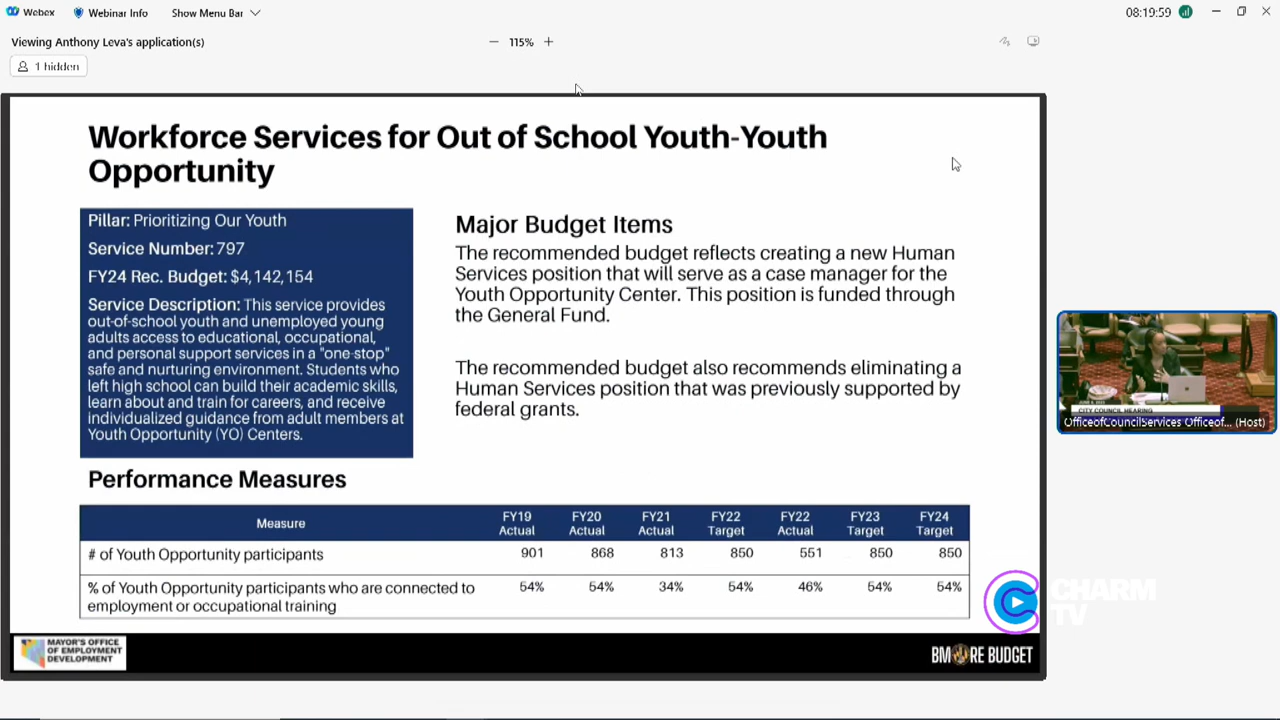 Webex
Webinar Info
Show Menu Bar
08:19:59
Viewing Anthony Leva's application(s)
115%
1 hidden
Workforce Services for Out of School Youth-Youth
Opportunity
Pillar: Prioritizing Our Youth
Service Number: 797
FY24 Rec. Budget: $4,142,154
Service Description: This service provides
out-of-school youth and unemployed young
adults access to educational, occupational,
and personal support services in a "one-stop"
safe and nurturing environment. Students who
left high school can build their academic skills,
learn about and train for careers, and receive
individualized guidance from adult members at
Youth Opportunity (YO) Centers.
Major Budget Items
The recommended budget reflects creating a new Human
Services position that will serve as a case manager for the
Youth Opportunity Center. This position is funded through
the General Fund.
The recommended budget also recommends eliminating a
Human Services position that was previously supported by
federal grants.
Performance Measures
Measure FY19 Actual FY20 Actual FY21 Actual FY22 Target FY22 Actual FY23 Target FY24 Target
# of Youth Opportunity participants 901 868 813 850 551 850 850
% of Youth Opportunity participants who are connected to
employment or occupational training 54% 54% 34% 54% 46% 54% 54%
CITY COUNCIL HEARING
OfficeofCouncilServices Officeof... (Host)
CHARM
TV
MAYOR'S OFFICE
OF EMPLOYMENT
DEVELOPMENT
BMORE BUDGET